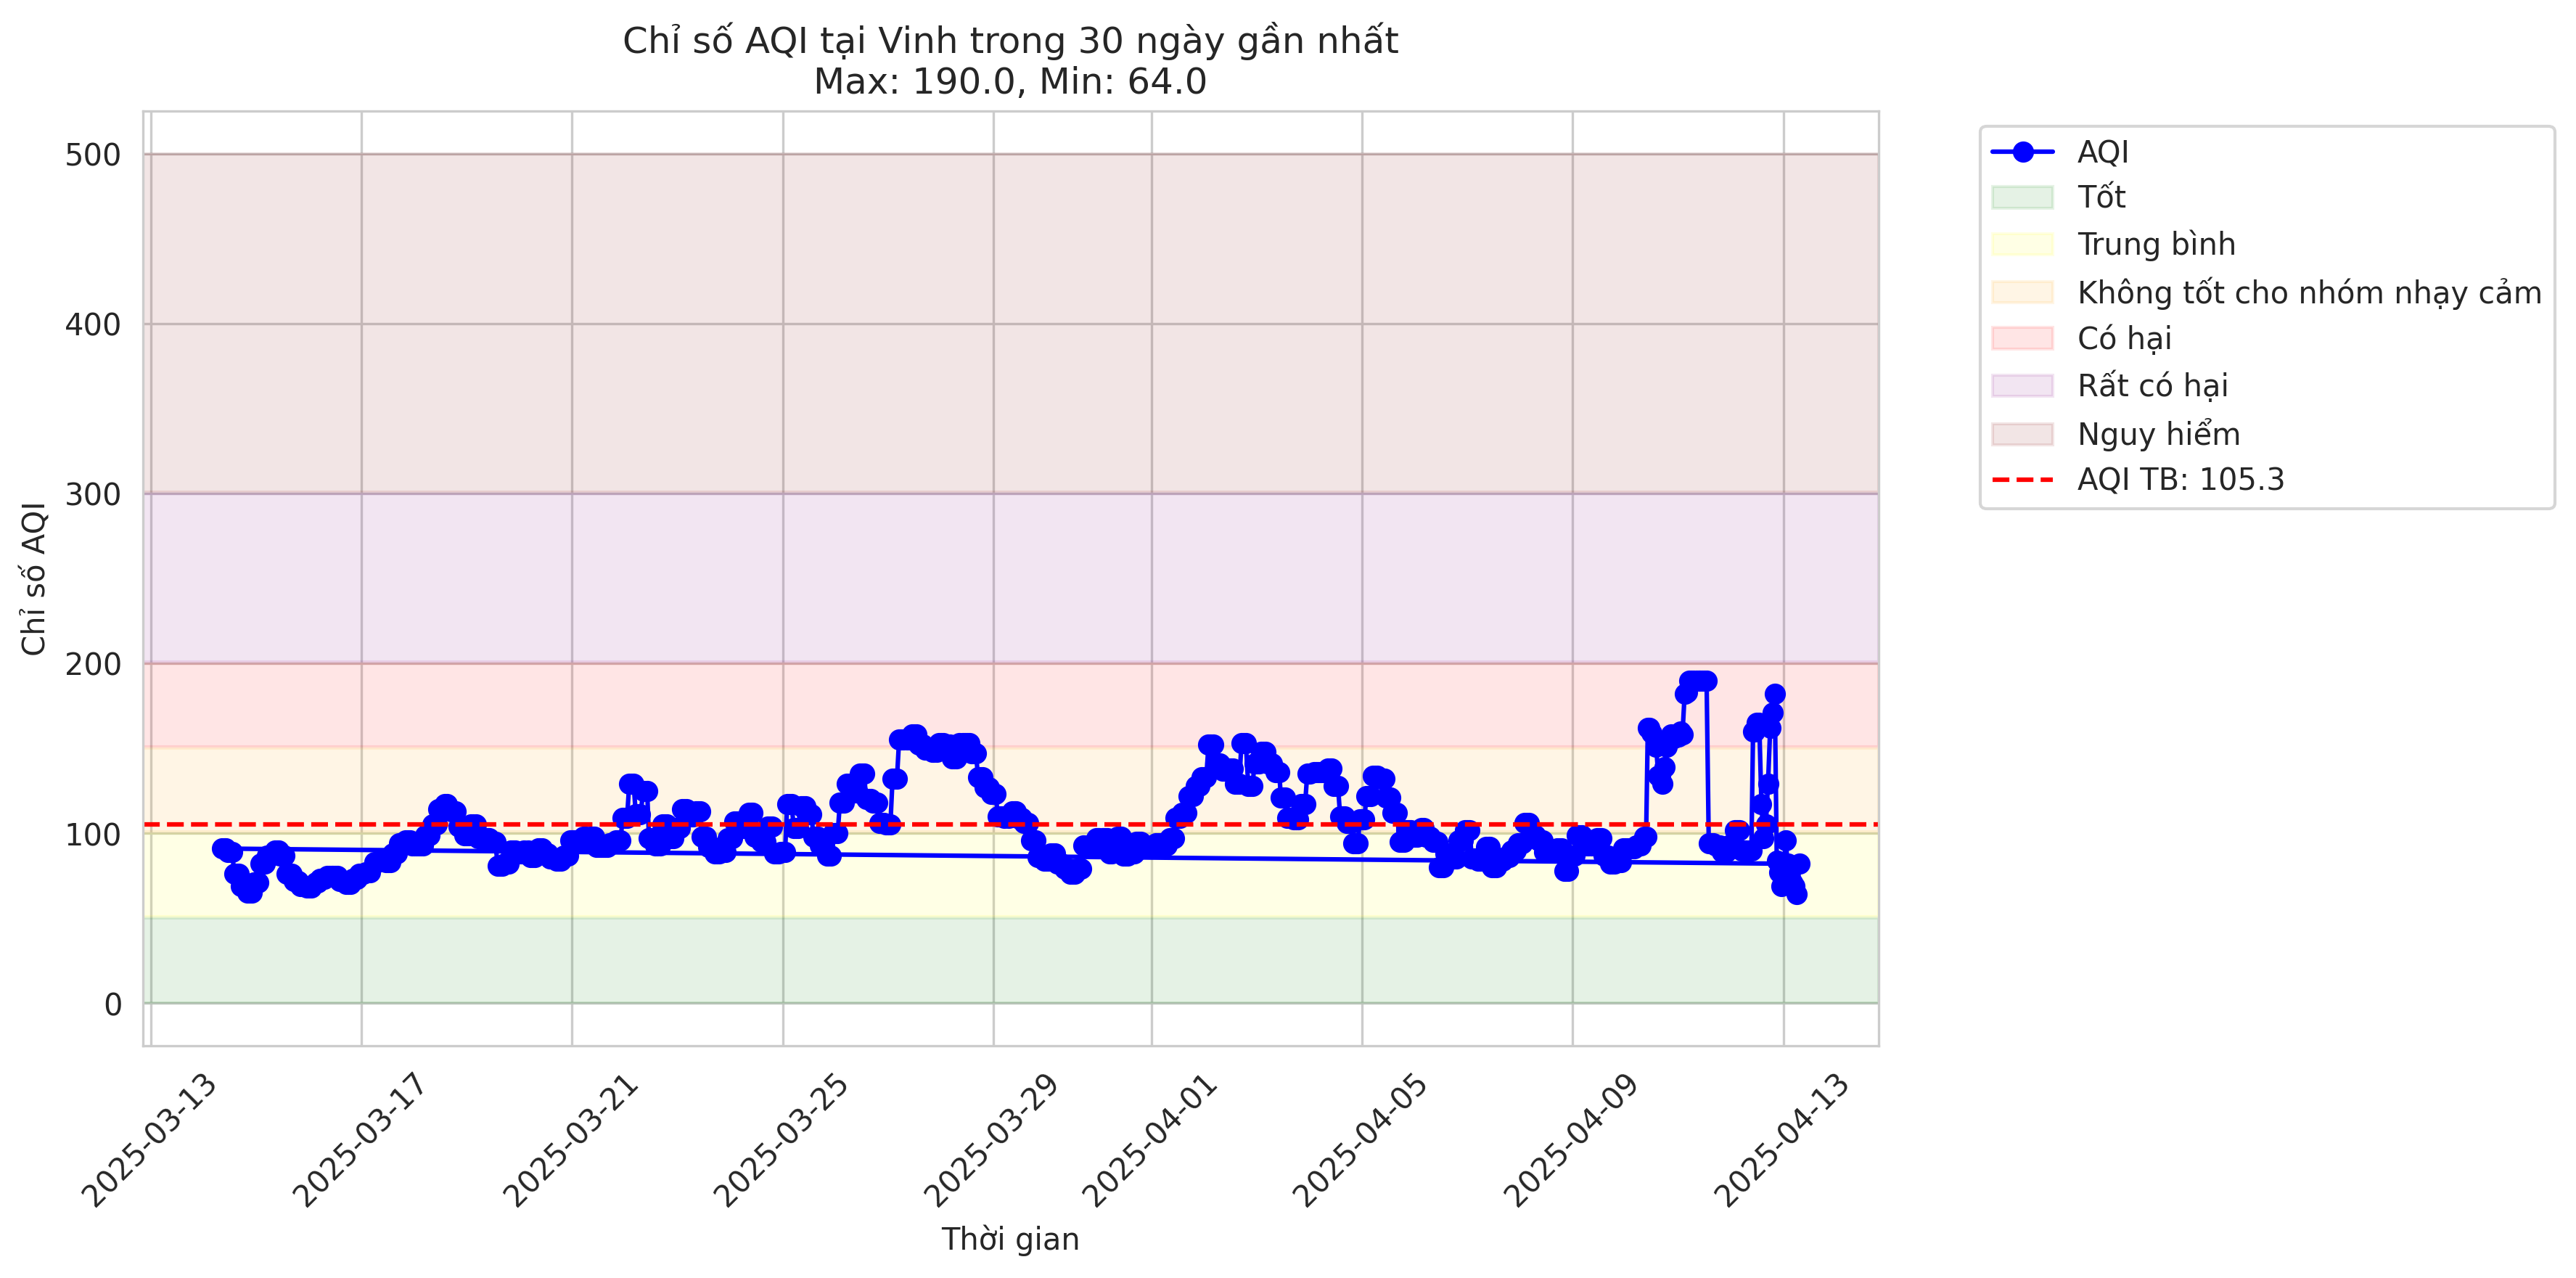 Chỉ số AQI tại Vinh trong 30 ngày gần nhất
Max: 190.0, Min: 64.0
Chỉ số AQI
500
400
300
200
100
0
2025-03-13
2025-03-17
2025-03-21
2025-03-25
2025-03-29
2025-04-01
2025-04-05
2025-04-09
2025-04-13
Thời gian
AQI
Tốt
Trung bình
Không tốt cho nhóm nhạy cảm
Có hại
Rất có hại
Nguy hiểm
AQI TB: 105.3